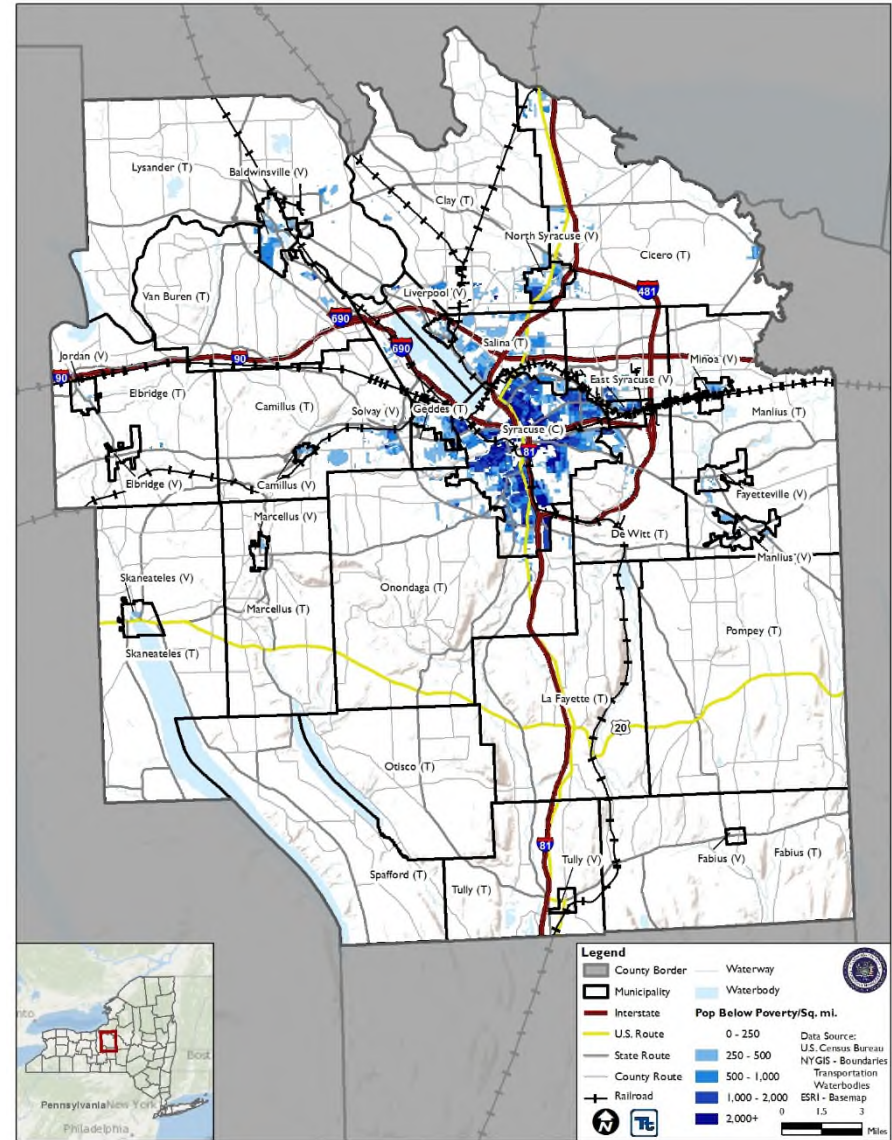 Lysander (T)
Baldwinsville (V)
Clay (T)
North Syracuse (V)
Cicero (T)
Van Buren (T)
Liverpool (V)
481
690
690
Salina (T)
Jordan (V)
90
90
Minoa (V)
East Syracuse (V)
Elbridge (T)
Camillus (T)
Solvay (V)
Geddes (T)
Manlius (T)
Syracuse (C)
81
Elbridge (V)
Camillus (V)
Fayetteville (V)
Marcellus (V)
De Witt (T)
Manlius (V)
Skaneateles (V)
Onondaga (T)
Marcellus (T)
Pompey (T)
Skaneateles (T)
La Fayette (T)
20
Otisco (T)
81
Tully (V)
Fabius (V)
Fabius (T)
Spafford (T)
Tully (T)
Legend
County Border
Municipality
Interstate
U.S. Route
State Route
County Route
Railroad
Waterway
Waterbody
Pop Below Poverty/Sq. mi.
0 - 250
250 - 500
500 - 1,000
1,000 - 2,000
2,000+
Data Source:
U.S. Census Bureau
NYGIS - Boundaries
Transportation
Waterbodies
ESRI - Basemap
N
Tt
0 1.5 3
Miles
nto
Bost
Pennsylvania
New York
Philadelphia